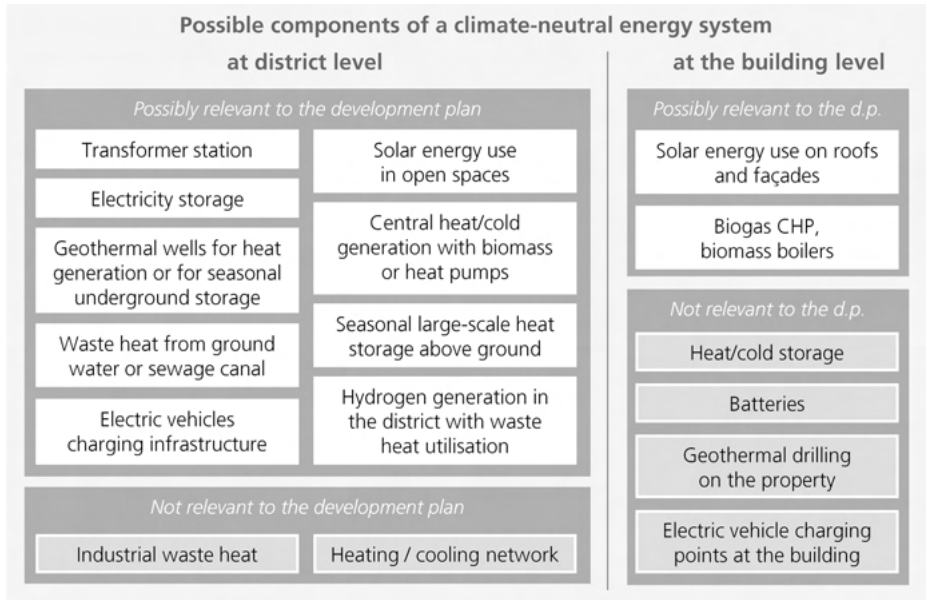 Possible components of a climate-neutral energy system
at district level
Possibly relevant to the development plan
Transformer station
Electricity storage
Geothermal wells for heat
generation or for seasonal
underground storage
Waste heat from ground
water or sewage canal
Electric vehicles
charging infrastructure
Solar energy use
in open spaces
Central heat/cold
generation with biomass
or heat pumps
Seasonal large-scale heat
storage above ground
Hydrogen generation in
the district with waste
heat utilisation
Not relevant to the development plan
Industrial waste heat
Heating / cooling network
at the building level
Possibly relevant to the d.p.
Solar energy use on roofs
and façades
Biogas CHP,
biomass boilers
Not relevant to the d.p.
Heat/cold storage
Batteries
Geothermal drilling
on the property
Electric vehicle charging
points at the building